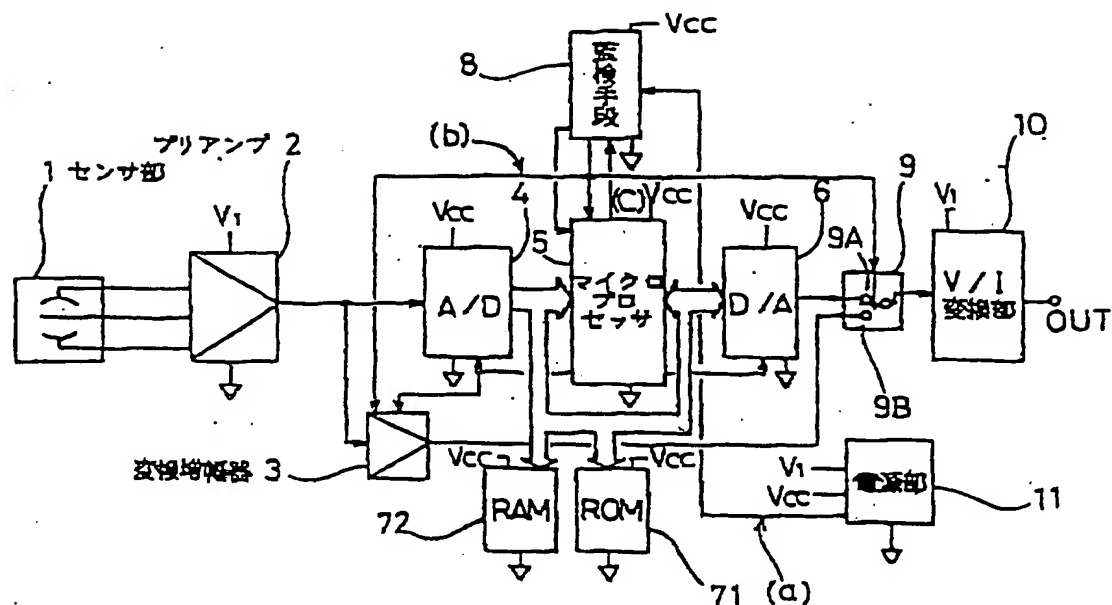 Vcc
8
手段
10
プリアンプ 2
(b)
9
1 センサ部
4
(C)
Vcc
6
V1
V1
Vcc
5
Vcc
9A
A/D
マイクロ
プロ
セッサ
D/A
V/I
変換部
OUT
9B
変換増幅器 3
Vcc
Vcc
V1
Vcc
電源部
11
72
RAM
ROM
71
(a)